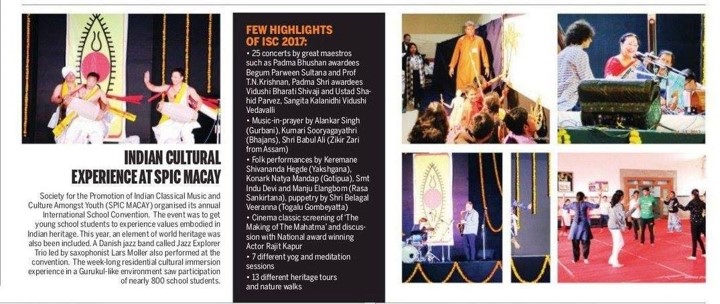 INDIAN CULTURAL
EXPERIENCE AT SPIC MACAY
Society for the Promotion of Indian Classical Music and
Culture Amongst Youth (SPIC MACAY) organised its annual
International School Convention. The event was to get
young school students to experience values embodied in
Indian heritage. This year, an element of world heritage was
also been included. A Danish jazz band called Jazz Explorer
Trio led by saxophonist Lars Moller also performed at the
convention. The week-long residential cultural immersion
experience in a Gurukul-like environment saw participation
of nearly 800 school students.
FEW HIGHLIGHTS
OF ISC 2017:
• 25 concerts by great maestros
such as Padma Bhushan awardees
Begum Parween Sultana and Prof
T.N. Krishnan, Padma Shri awardees
Vidushi Bharati Shivaji and Ustad Sha-
hid Parvez, Sangita Kalanidhi Vidushi
Vedavalli
• Music-in-prayer by Alankar Singh
(Gurbani), Kumari Sooryagayathri
(Bhajans), Shri Babul Ali (Zikir Zari
from Assam)
• Folk performances by Keremane
Shivananda Hegde (Yakshgana),
Konark Natya Mandap (Gotipua), Smt
Indu Devi and Manju Elangbom (Rasa
Sankirtana), puppetry by Shri Belagal
Veeranna (Togalu Gombeyatta)
• Cinema classic screening of 'The
Making of The Mahatma' and discus-
sion with National award winning
Actor Rajit Kapur
• 7 different yog and meditation
sessions
• 13 different heritage tours
and nature walks